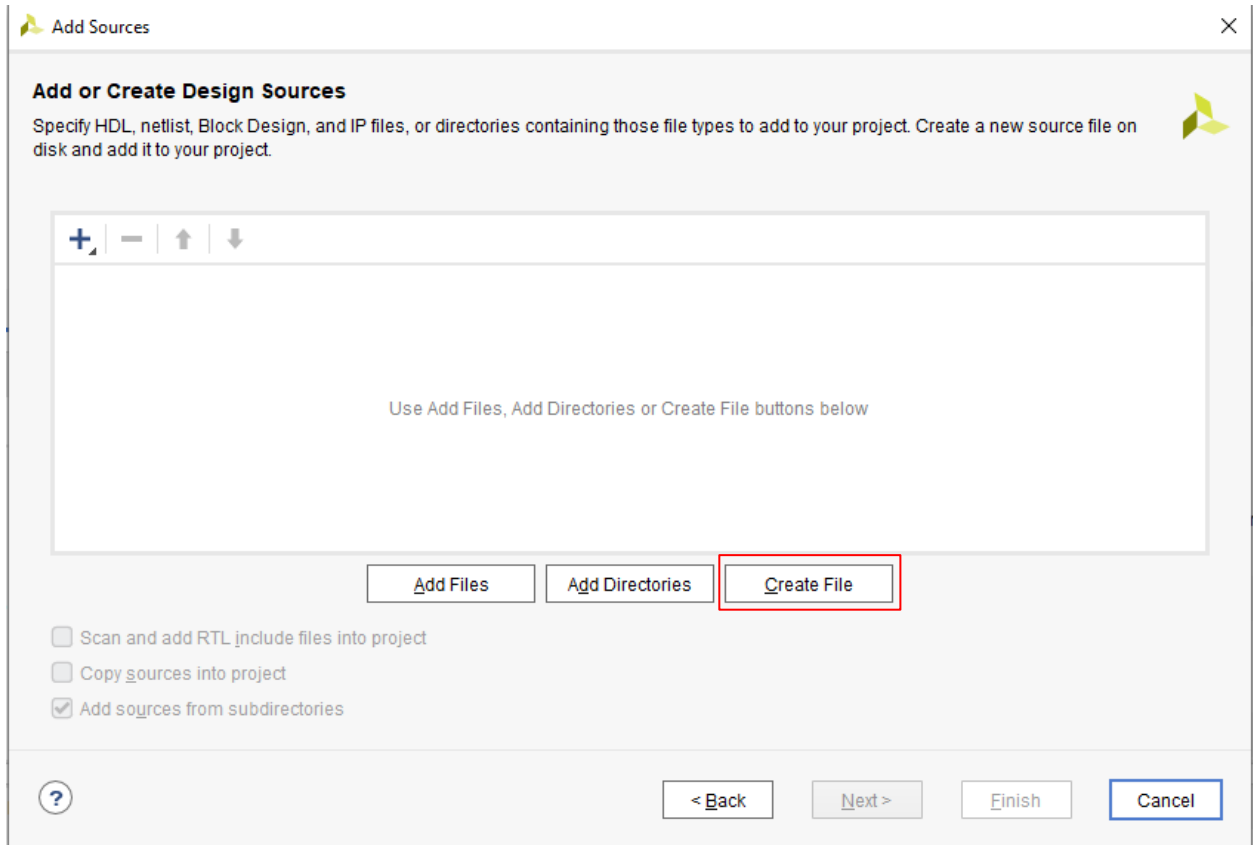 Add Sources
Add or Create Design Sources
Specify HDL, netlist, Block Design, and IP files, or directories containing those file types to add to your project. Create a new source file on
disk and add it to your project.
Use Add Files, Add Directories or Create File buttons below
Add Files
Add Directories
Create File
Scan and add RTL include files into project
Copy sources into project
Add sources from subdirectories
?
< Back
Next >
Finish
Cancel